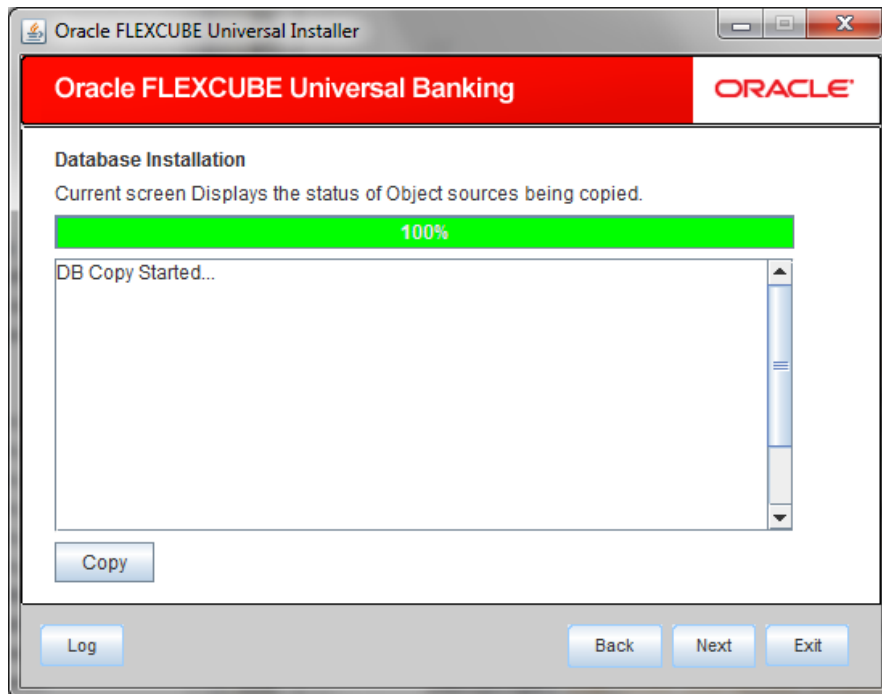 Oracle FLEXCUBE Universal Installer
Oracle FLEXCUBE Universal Banking
ORACLE
Database Installation
Current screen Displays the status of Object sources being copied.
100%
DB Copy Started...
Copy
Log
Back
Next
Exit